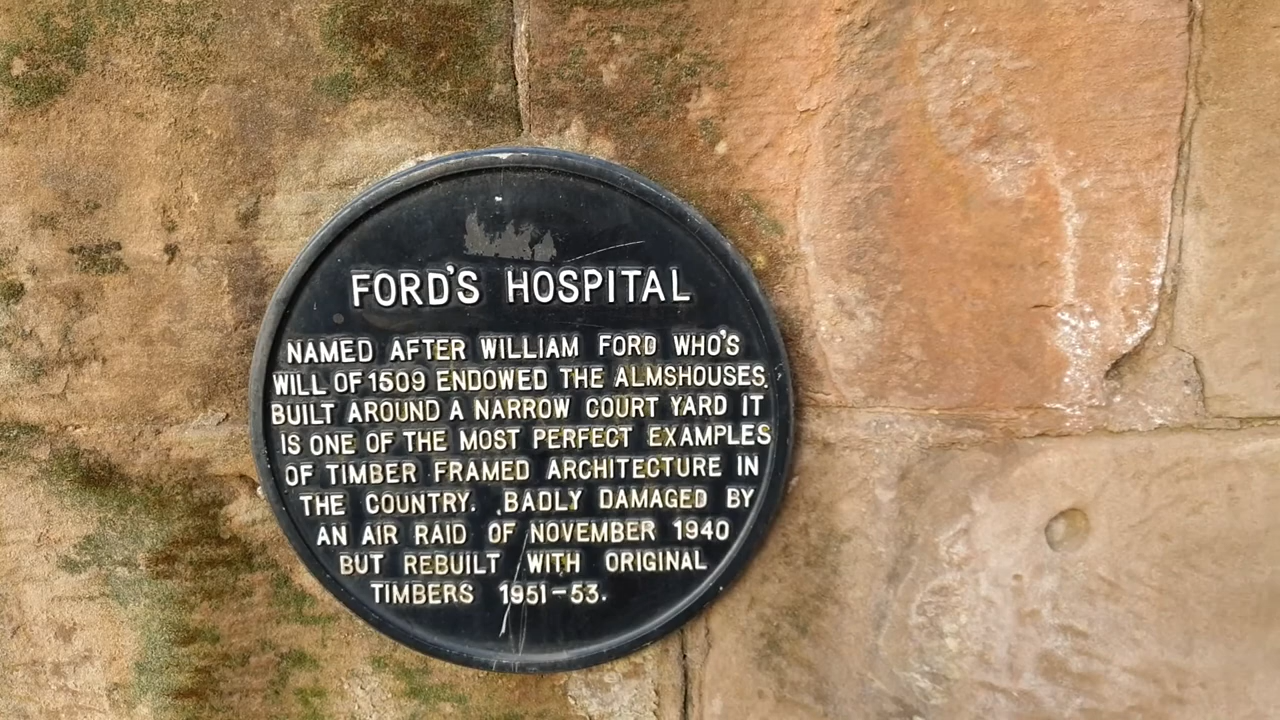 FORD'S HOSPITAL
NAMED AFTER WILLIAM FORD WHO'S
WILL OF 1509 ENDOWED THE ALMSHOUSES.
BUILT AROUND A NARROW COURT YARD IT
IS ONE OF THE MOST PERFECT EXAMPLES
OF TIMBER FRAMED ARCHITECTURE IN
THE COUNTRY. BADLY DAMAGED BY
AN AIR RAID OF NOVEMBER 1940
BUT REBUILT WITH ORIGINAL
TIMBERS 1951-53.